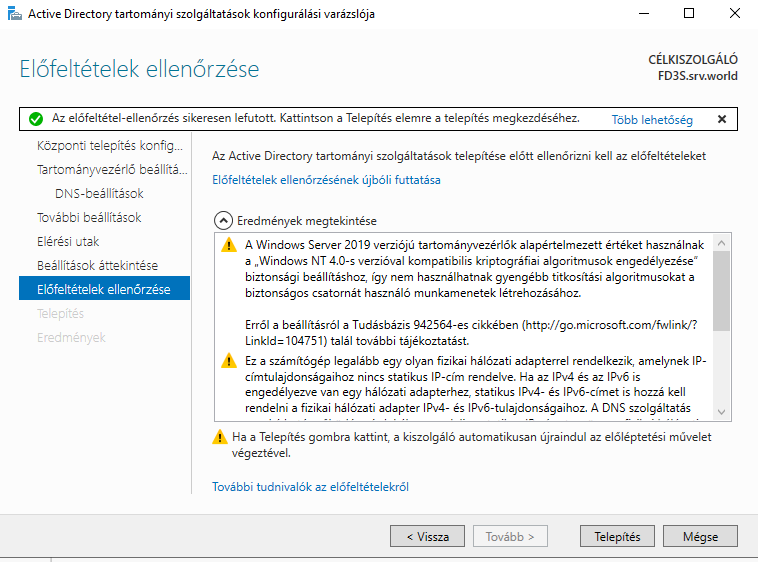 Active Directory tartományi szolgáltatások konfigurálási varázslója
Előfeltételek ellenőrzése
CÉLKISZOLGÁLÓ
FD3S.srv.world
Az előfeltétel-ellenőrzés sikeresen lefutott. Kattintson a Telepítés elemre a telepítés megkezdéséhez.
Több lehetőség
Központi telepítés konfig...
Tartományvezérlő beállítá...
DNS-beállítások
További beállítások
Elérési utak
Beállítások áttekintése
Előfeltételek ellenőrzése
Telepítés
Eredmények
Az Active Directory tartományi szolgáltatások telepítése előtt ellenőrizni kell az előfeltételeket
Előfeltételek ellenőrzésének újbóli futtatása
Eredmények megtekintése
A Windows Server 2019 verziójú tartományvezérlők alapértelmezett értéket használnak
a „Windows NT 4.0-s verzióval kompatibilis kriptográfiai algoritmusok engedélyezése”
biztonsági beállításhoz, így nem használhatnak gyengébb titkosítási algoritmusokat a
biztonságos csatornát használó munkamenetek létrehozásához.
Erről a beállításról a Tudásbázis 942564-es cikkében (http://go.microsoft.com/fwlink/?
LinkId=104751) talál további tájékoztatást.
Ez a számítógép legalább egy olyan fizikai hálózati adapterrel rendelkezik, amelynek IP-
címtulajdonságaihoz nincs statikus IP-cím rendelve. Ha az IPv4 és az IPv6 is
engedélyezve van egy hálózati adapterhez, statikus IPv4- és IPv6-címet is hozzá kell
rendelni a fizikai hálózati adapter IPv4- és IPv6-tulajdonságaihoz. A DNS szolgáltatás
Ha a Telepítés gombra kattint, a kiszolgáló automatikusan újraindul az előléptetési művelet
végeztével.
További tudnivalók az előfeltételekről
< Vissza
Tovább >
Telepítés
Mégse